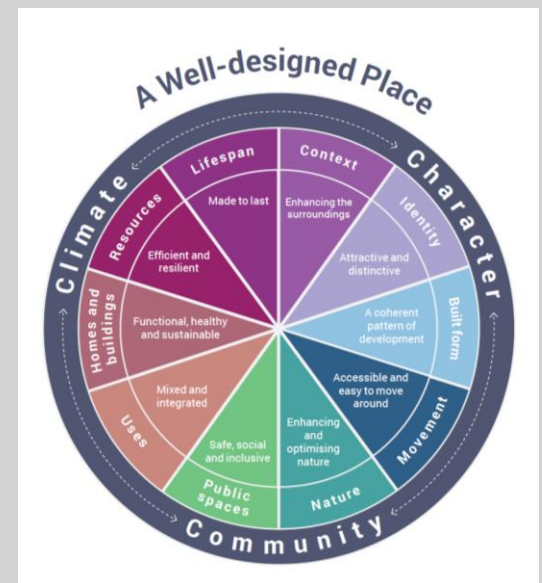 A Well-designed Place
Climate
Character
Community
Context
Enhancing the
surroundings
Identity
Attractive and
distinctive
Built form
A coherent
pattern of
development
Movement
Accessible and
easy to move
around
Nature
Enhancing
and
optimising
nature
Public
spaces
Safe, social
and inclusive
Uses
Mixed and
integrated
Homes and
buildings
Functional, healthy
and sustainable
Resources
Efficient and
resilient
Lifespan
Made to last